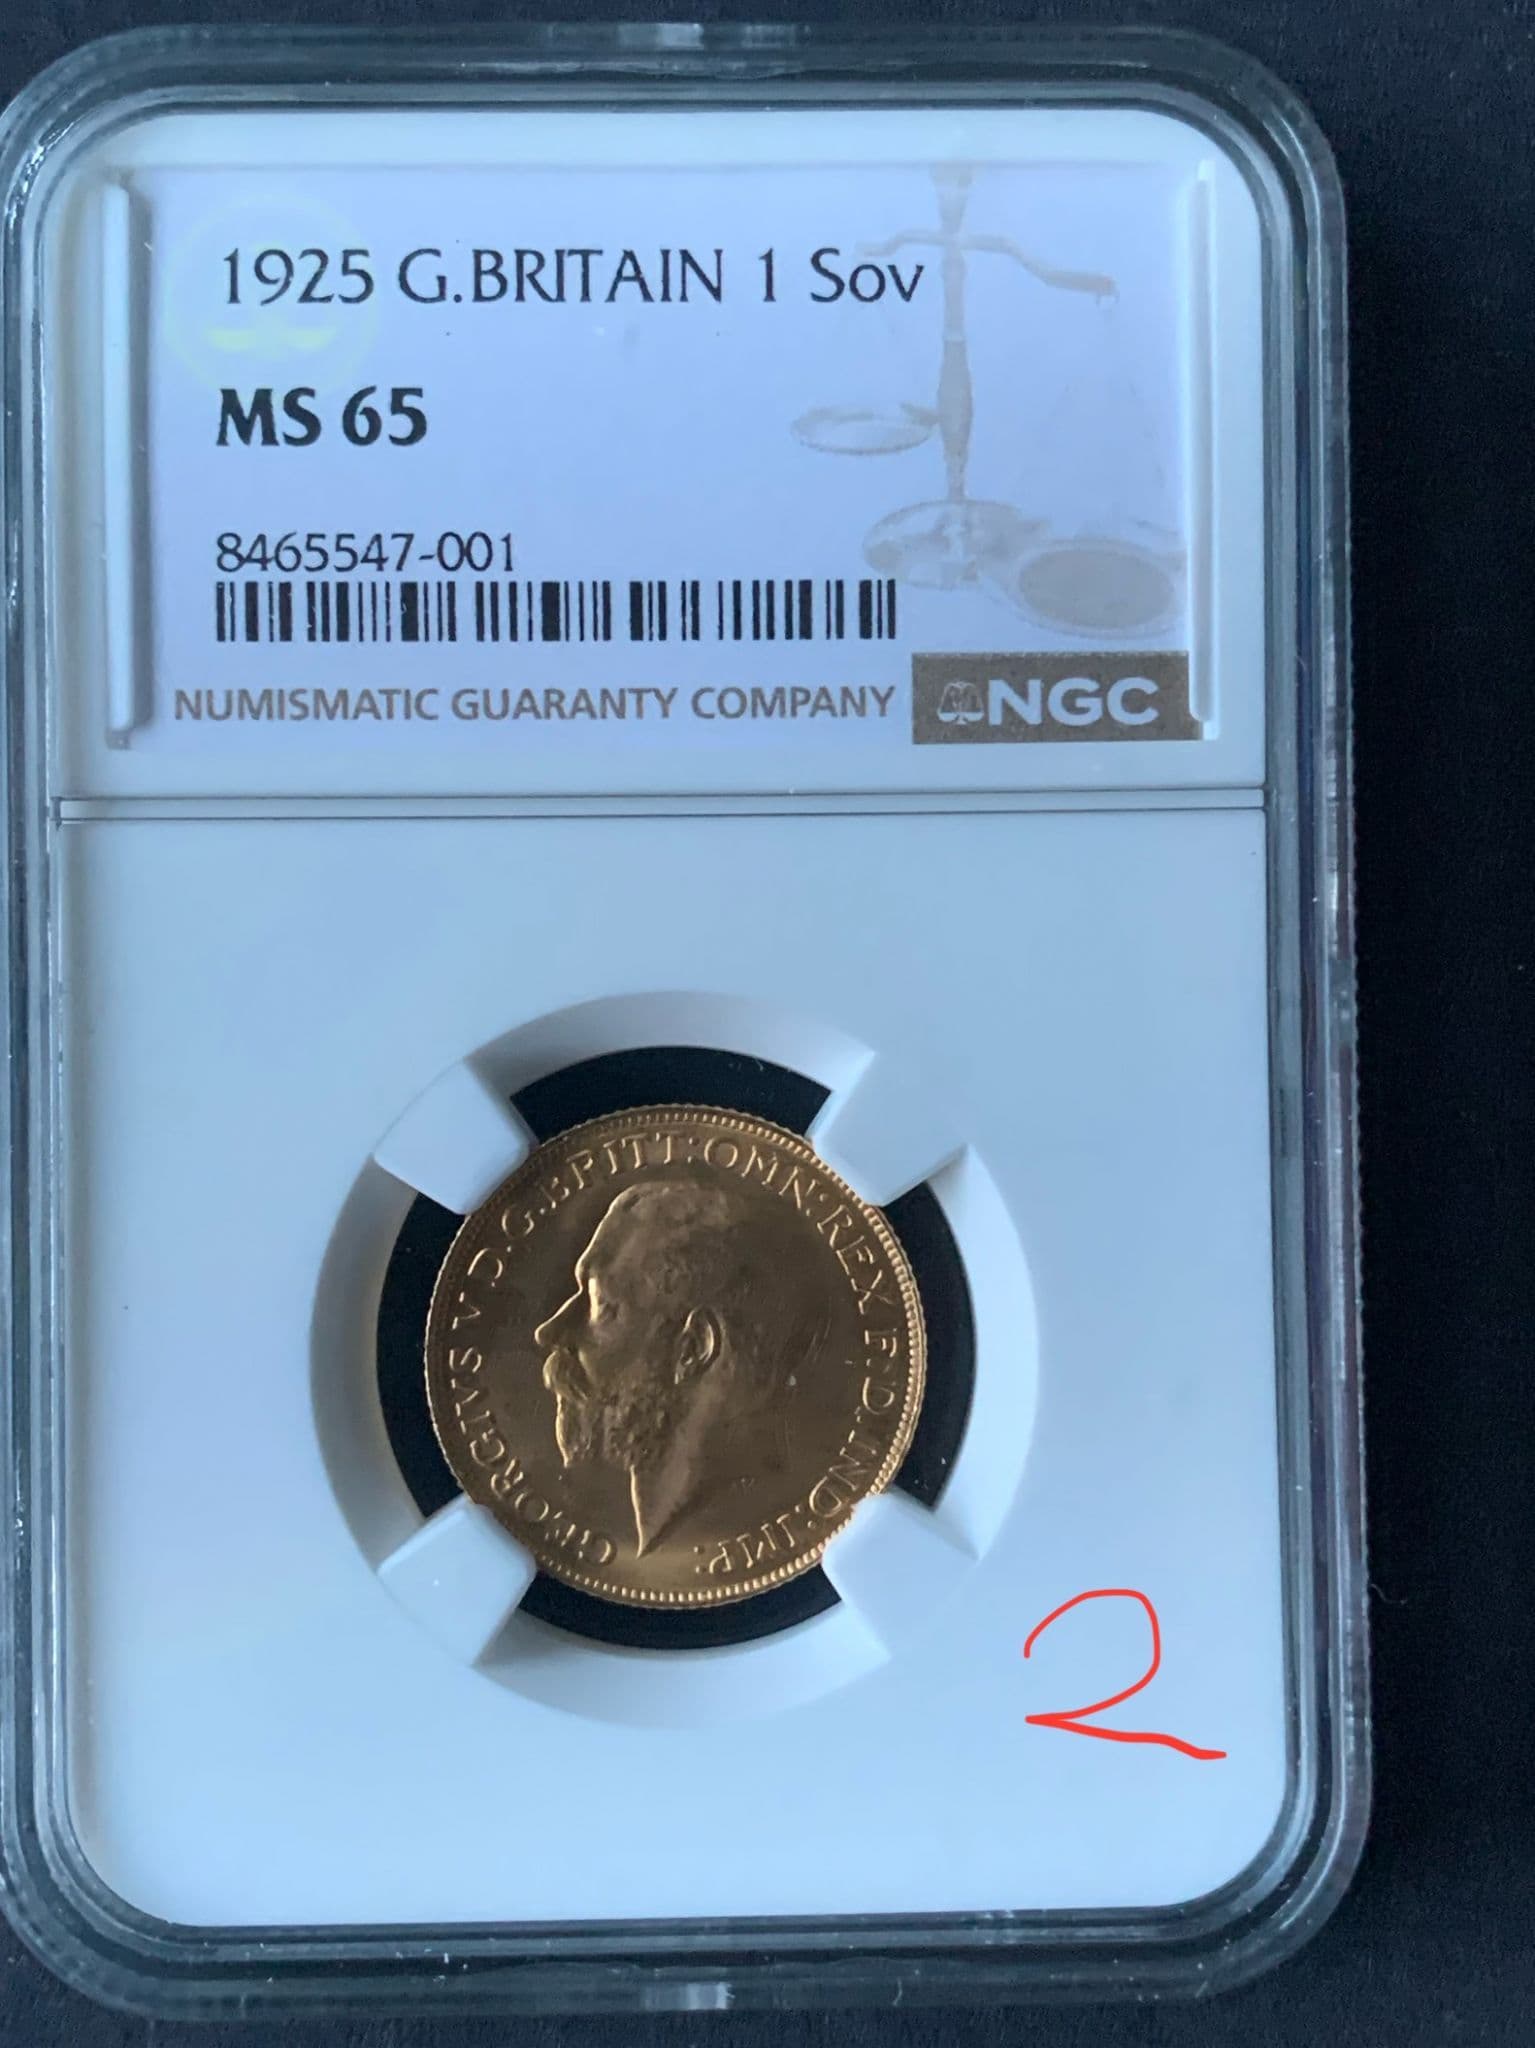 1925 G.BRITAIN 1 Sov
MS 65
8465547-001
NUMISMATIC GUARANTY COMPANY NGC
GEORGIVS V D.G.BRITT:OMN:REX F.D.IND:IMP:
2